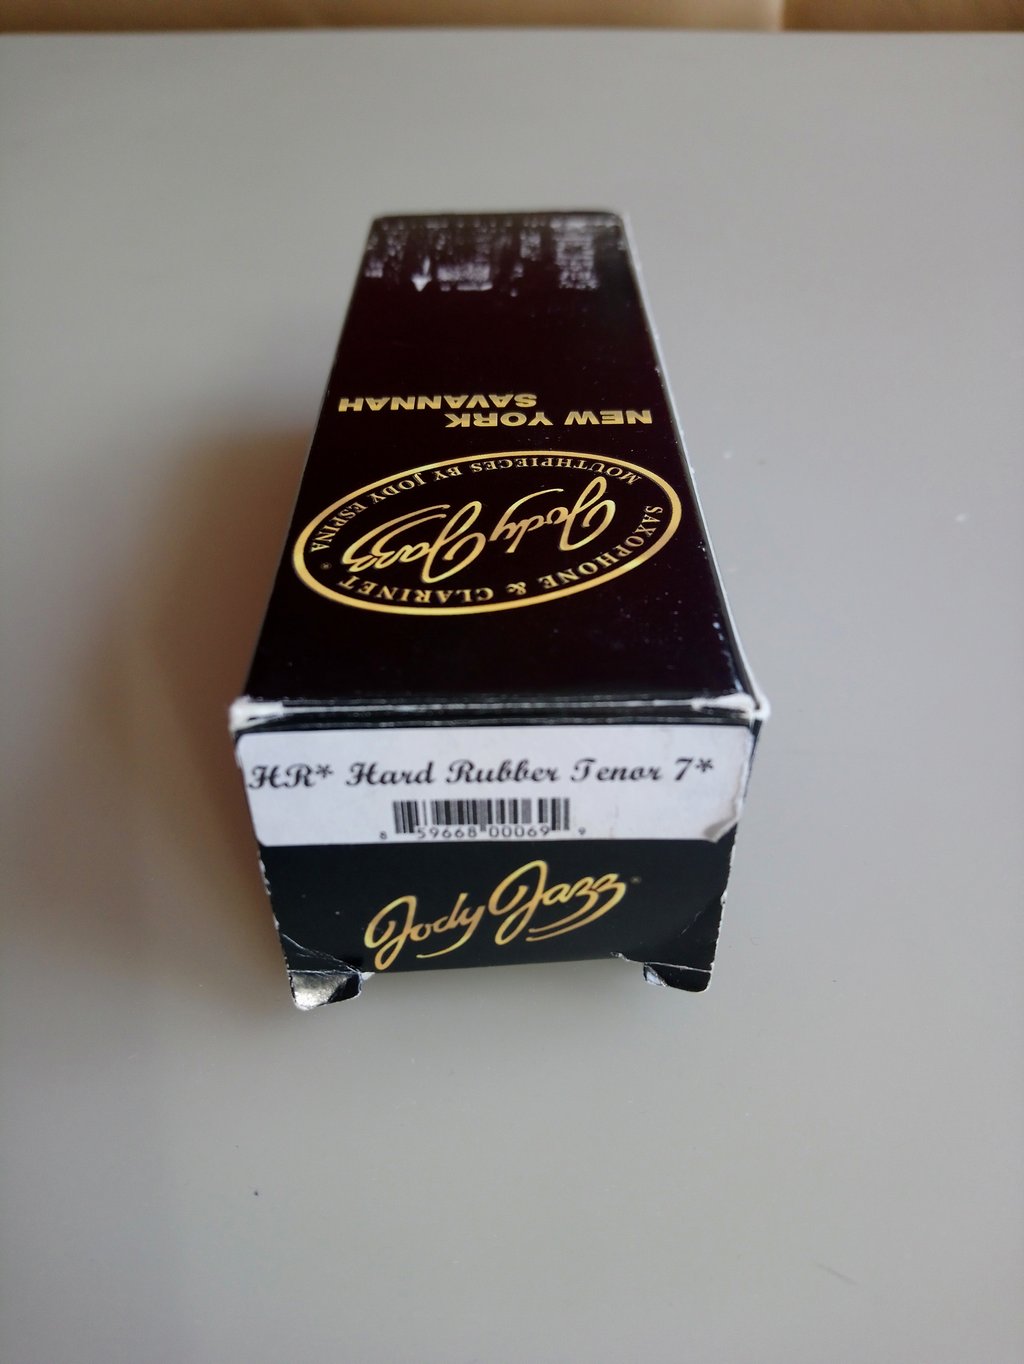 NEW YORK
SAVANNAH
SAXOPHONE & CLARINET
Jody Jazz
MOUTHPIECES BY JODY ESPINA
HR* Hard Rubber Tenor 7*
8 59668 00069 9
Jody Jazz